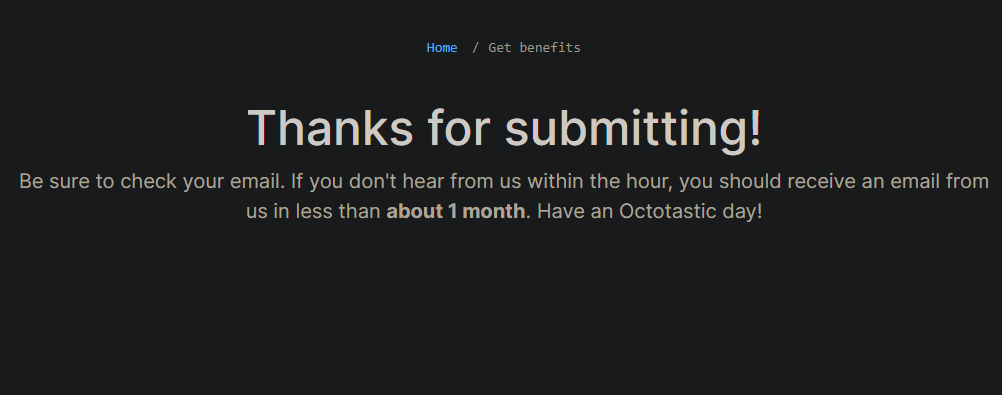 Home / Get benefits
Thanks for submitting!
Be sure to check your email. If you don't hear from us within the hour, you should receive an email from
us in less than about 1 month. Have an Octotastic day!